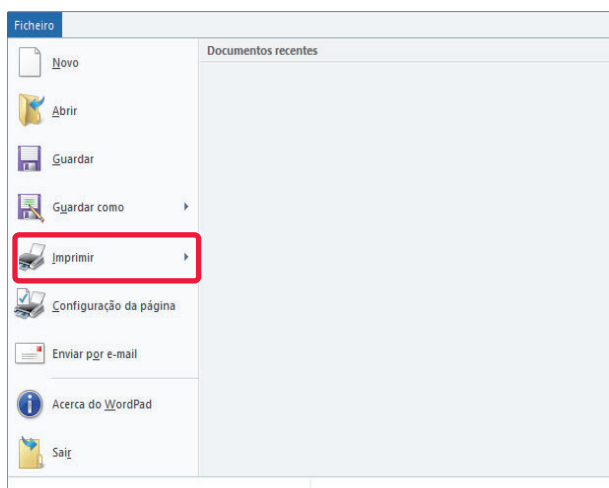 Ficheiro
Documentos recentes
Novo
Abrir
Guardar
Guardar como
Imprimir
Configuração da página
Enviar por e-mail
Acerca do WordPad
Sair